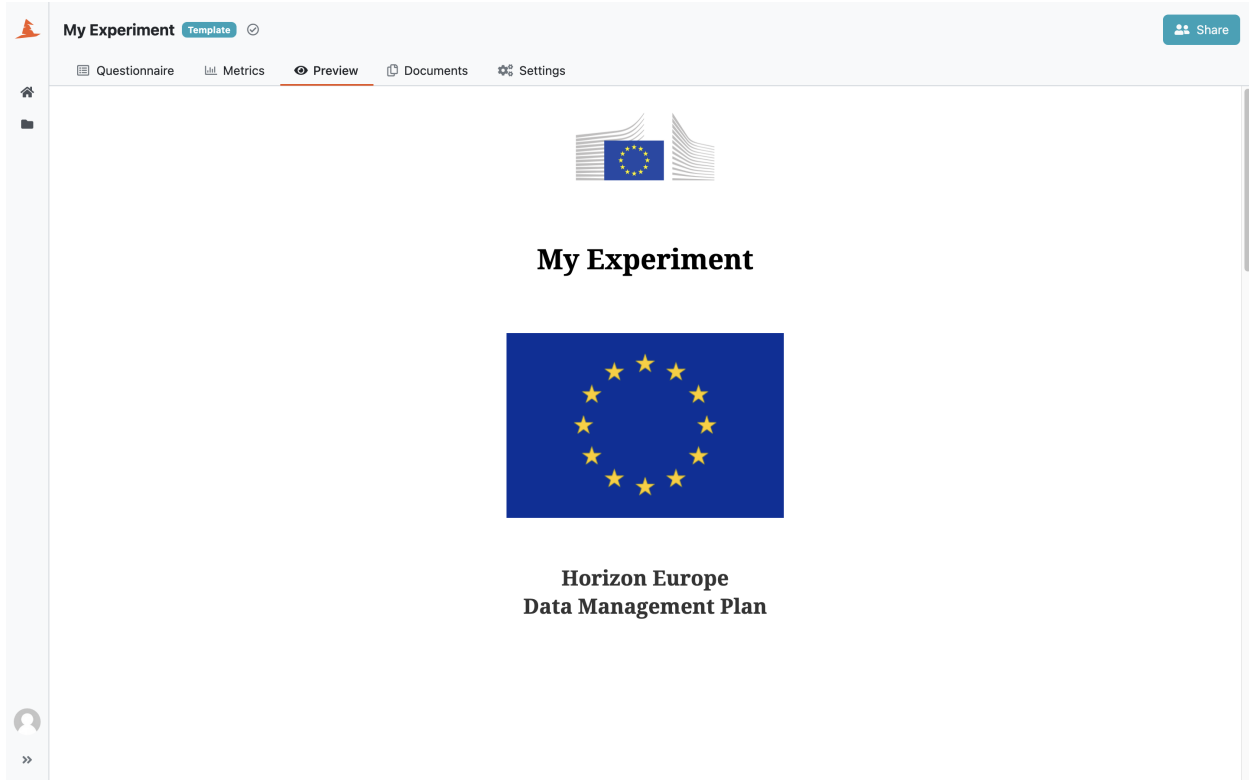 My Experiment Template
Share
Questionnaire Metrics Preview Documents Settings
My Experiment
Horizon Europe
Data Management Plan